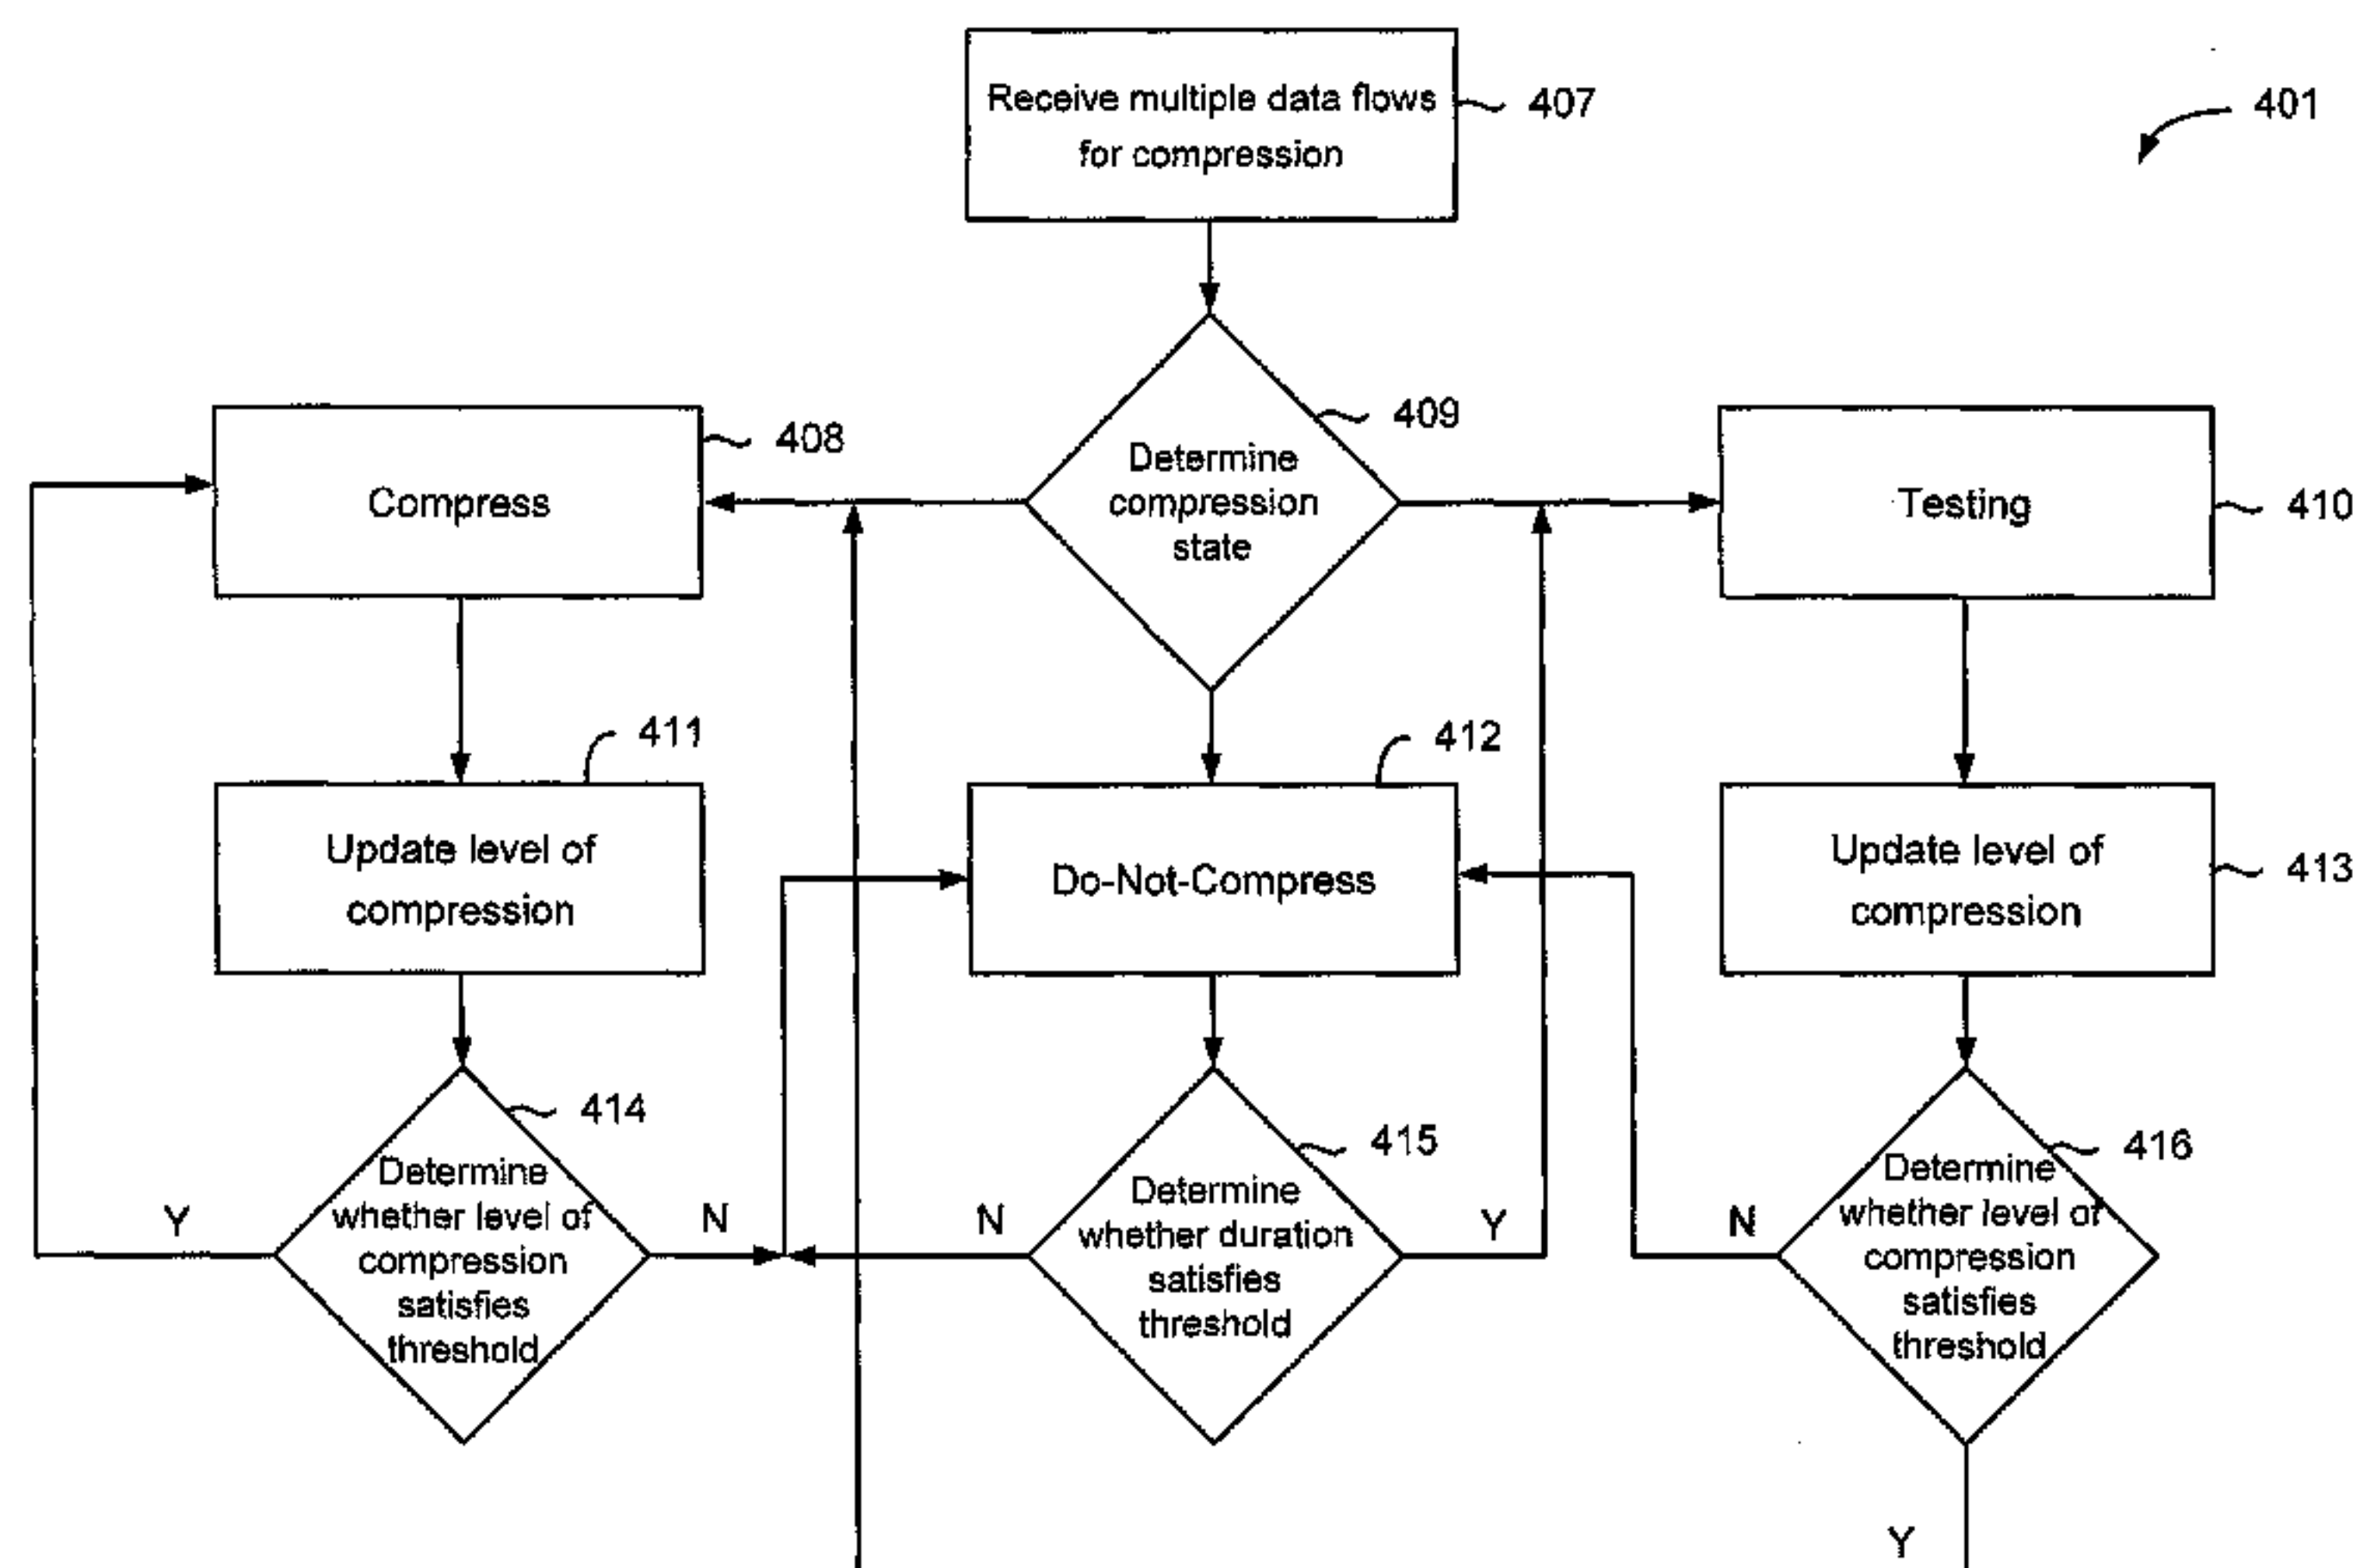 Receive multiple data flows
for compression
407
401
409
Determine
compression
state
408
Compress
Testing
410
411
Update level of
compression
412
Do-Not-Compress
Update level of
compression
413
414
Determine
whether level of
compression
satisfies
threshold
Y
N
415
Determine
whether duration
satisfies
threshold
N
Y
416
Determine
whether level of
compression
satisfies
threshold
N
Y